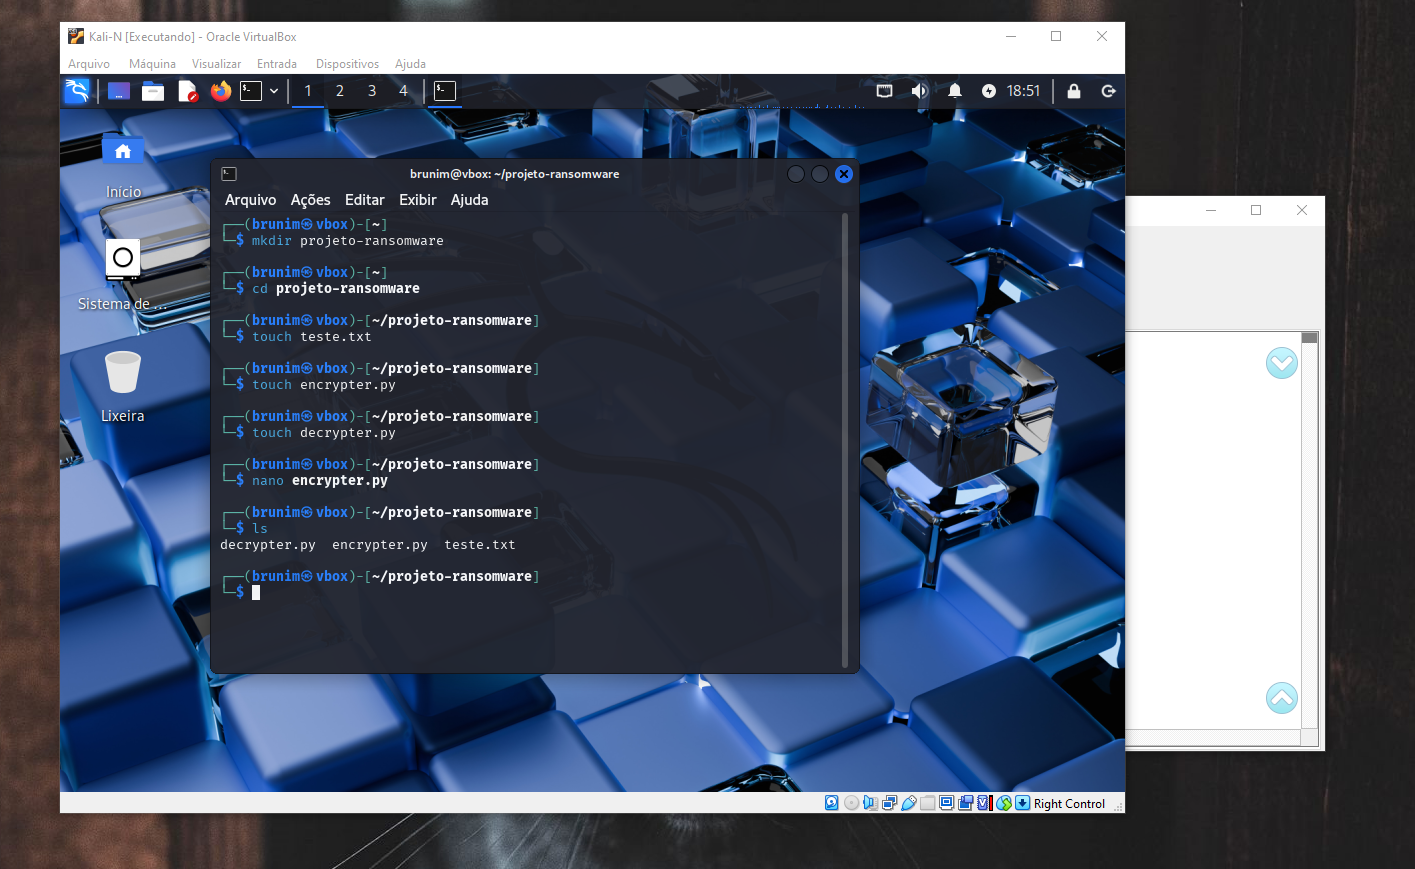 Kali-N [Executando] - Oracle VirtualBox
Arquivo Máquina Visualizar Entrada Dispositivos Ajuda
1 2 3 4 18:51
Início
Sistema de ...
Lixeira
brunim@vbox: ~/projeto-ransomware
Arquivo Ações Editar Exibir Ajuda
┌──(brunim㉿vbox)-[~]
└─$ mkdir projeto-ransomware
┌──(brunim㉿vbox)-[~]
└─$ cd projeto-ransomware
┌──(brunim㉿vbox)-[~/projeto-ransomware]
└─$ touch teste.txt
┌──(brunim㉿vbox)-[~/projeto-ransomware]
└─$ touch encrypter.py
┌──(brunim㉿vbox)-[~/projeto-ransomware]
└─$ touch decrypter.py
┌──(brunim㉿vbox)-[~/projeto-ransomware]
└─$ nano encrypter.py
┌──(brunim㉿vbox)-[~/projeto-ransomware]
└─$ ls
decrypter.py encrypter.py teste.txt
┌──(brunim㉿vbox)-[~/projeto-ransomware]
└─$
Right Control